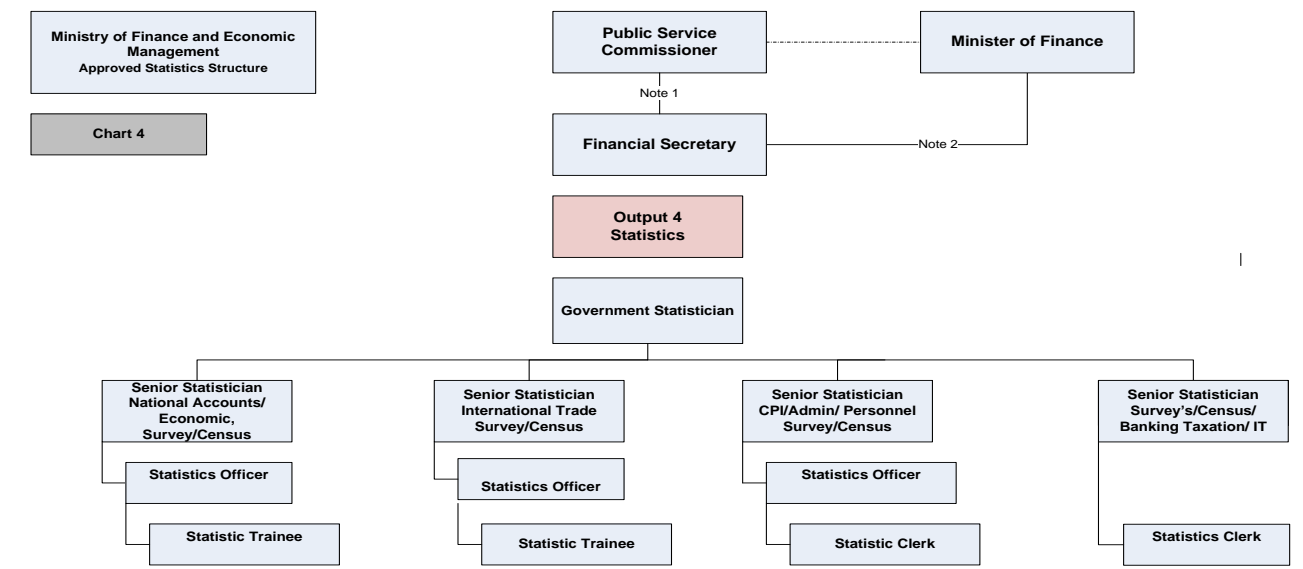 Ministry of Finance and Economic
Management
Approved Statistics Structure
Chart 4
Public Service
Commissioner
Minister of Finance
Note 1
Financial Secretary
Note 2
Output 4
Statistics
Government Statistician
Senior Statistician
National Accounts/
Economic,
Survey/Census
Statistics Officer
Statistic Trainee
Senior Statistician
International Trade
Survey/Census
Statistics Officer
Statistic Trainee
Senior Statistician
CPI/Admin/ Personnel
Survey/Census
Statistics Officer
Statistic Clerk
Senior Statistician
Survey's/Census/
Banking Taxation/ IT
Statistics Clerk